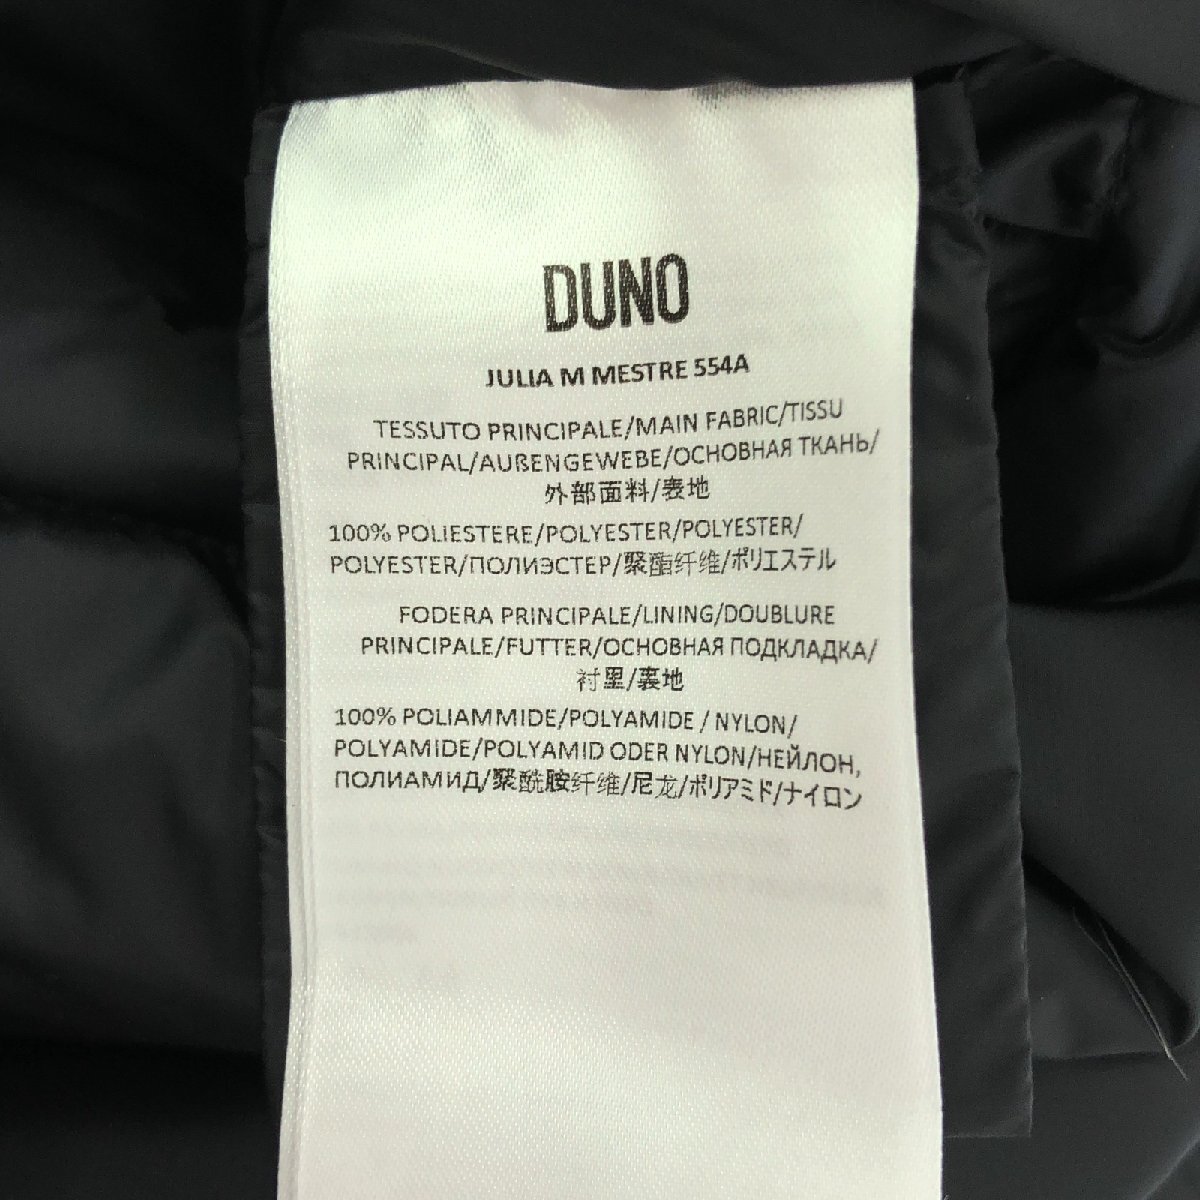 DUNO
JULIA M MESTRE 554A
TESSUTO PRINCIPALE/MAIN FABRIC/TISSU
PRINCIPAL/AUßENGEWEBE/ОСНОВНАЯ ТКАНЬ/
外部面料/表地
100% POLIESTERE/POLYESTER/POLYESTER/
POLYESTER/ПОЛИЭСТЕР/聚酯纤维/ポリエステル
FODERA PRINCIPALE/LINING/DOUBLURE
PRINCIPALE/FUTTER/ОСНОВНАЯ ПОДКЛАДКА/
衬里/裏地
100% POLIAMMIDE/POLYAMIDE / NYLON/
POLYAMIDE/POLYAMID ODER NYLON/НЕЙЛОН,
ПОЛИАМИД/聚酰胺纤维/尼龙/ポリアミド/ナイロン